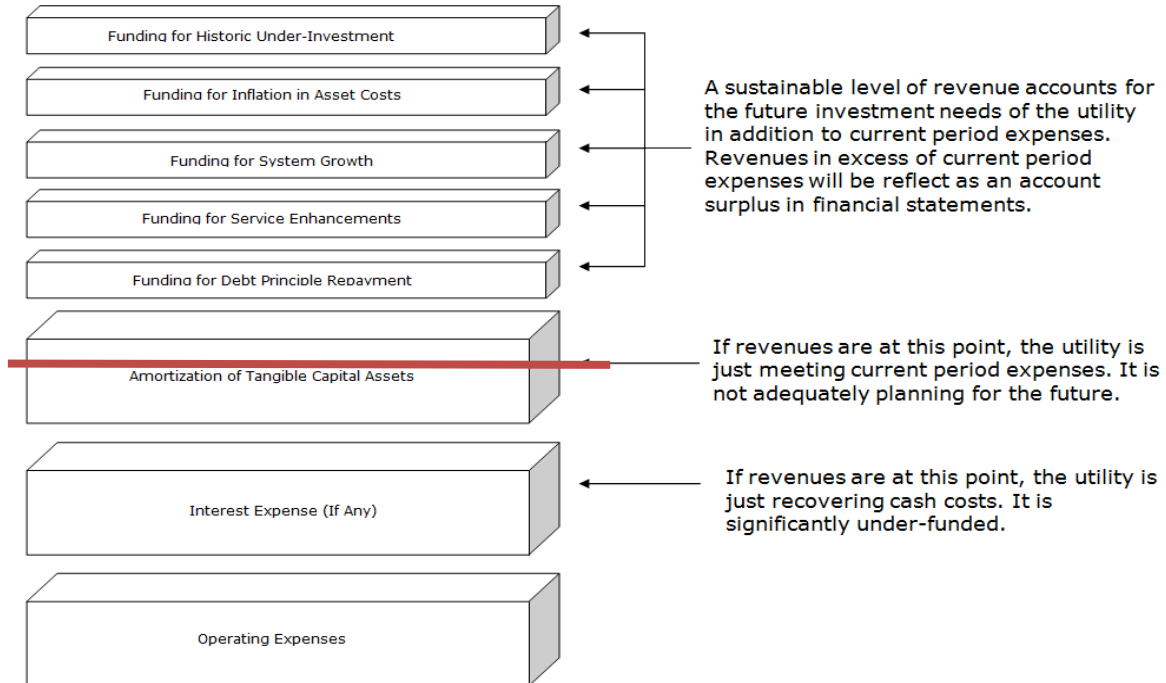 Funding for Historic Under-Investment
Funding for Inflation in Asset Costs
Funding for System Growth
Funding for Service Enhancements
Funding for Debt Principle Repayment
A sustainable level of revenue accounts for
the future investment needs of the utility
in addition to current period expenses.
Revenues in excess of current period
expenses will be reflect as an account
surplus in financial statements.
Amortization of Tangible Capital Assets
If revenues are at this point, the utility is
just meeting current period expenses. It is
not adequately planning for the future.
Interest Expense (If Any)
If revenues are at this point, the utility is
just recovering cash costs. It is
significantly under-funded.
Operating Expenses